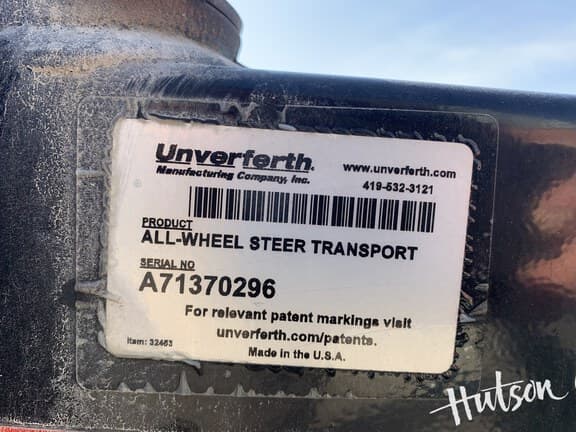 Unverferth.
Manufacturing Company, Inc.
www.unverferth.com
419-532-3121
PRODUCT
ALL-WHEEL STEER TRANSPORT
SERIAL NO
A71370296
For relevant patent markings visit
unverferth.com/patents.
Item: 32463
Made in the U.S.A.
Hutson